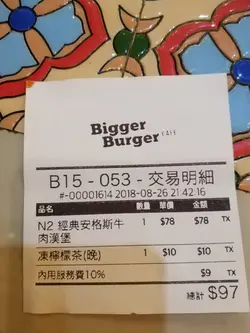 Bigger
Burger CAFE
B15 - 053 - 交易明細
#-00001614 2018-08-26 21:42:16
品名 數量 單價 金額
N2 經典安格斯牛 1 $78 $78 TX
肉漢堡
凍檸檬茶(晚) 1 $10 $10 TX
內用服務費10% $9 TX
總計 $97